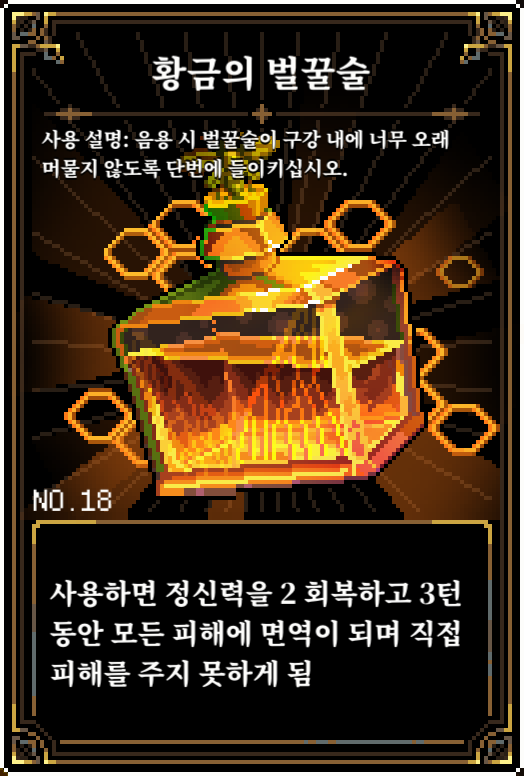 황금의 벌꿀술
사용 설명: 음용 시 벌꿀술이 구강 내에 너무 오래
머물지 않도록 단번에 들이키십시오.
NO.18
사용하면 정신력을 2 회복하고 3턴
동안 모든 피해에 면역이 되며 직접
피해를 주지 못하게 됨